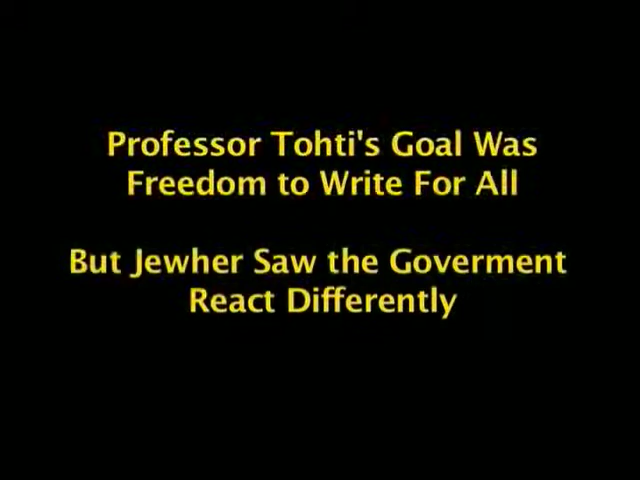 Professor Tohti's Goal Was
Freedom to Write For All
But Jewher Saw the Goverment
React Differently